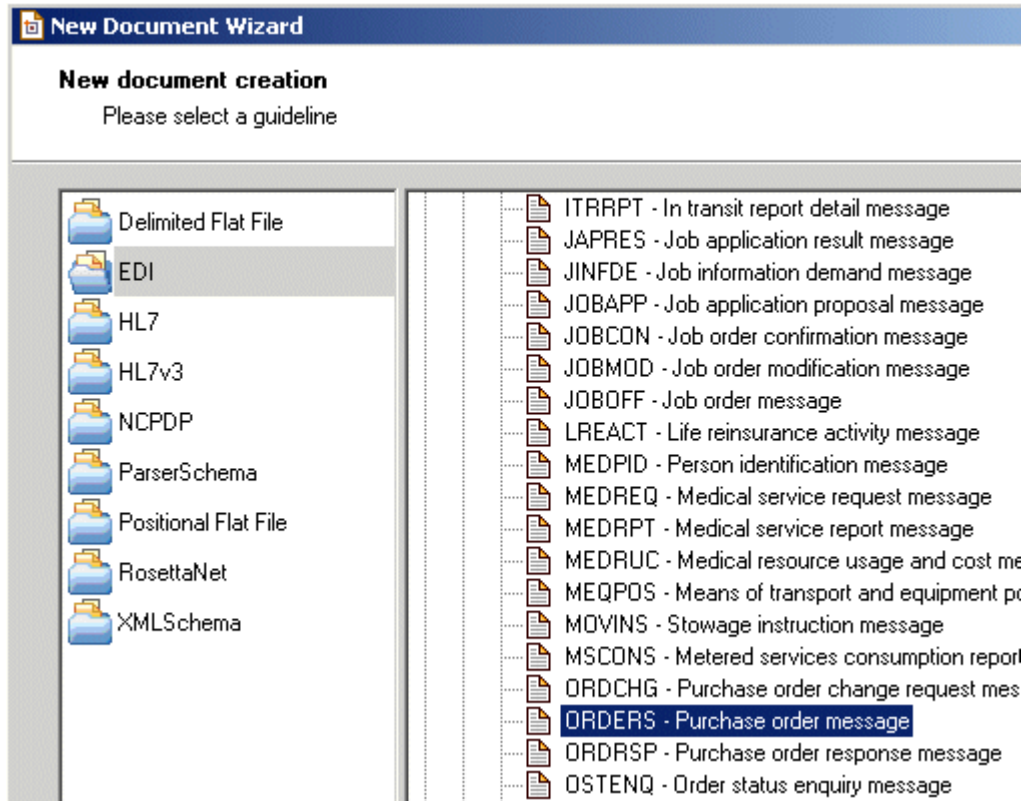 New Document Wizard
New document creation
Please select a guideline
Delimited Flat File
EDI
HL7
HL7v3
NCPDP
ParserSchema
Positional Flat File
RosettaNet
XMLSchema
ITRRPT - In transit report detail message
JAPRES - Job application result message
JINFDE - Job information demand message
JOBAPP - Job application proposal message
JOBCON - Job order confirmation message
JOBMOD - Job order modification message
JOBOFF - Job order message
LREACT - Life reinsurance activity message
MEDPID - Person identification message
MEDREQ - Medical service request message
MEDRPT - Medical service report message
MEDRUC - Medical resource usage and cost me
MEQPOS - Means of transport and equipment po
MOVINS - Stowage instruction message
MSCONS - Metered services consumption report
ORDCHG - Purchase order change request mes
ORDERS - Purchase order message
ORDRSP - Purchase order response message
OSTENQ - Order status enquiry message